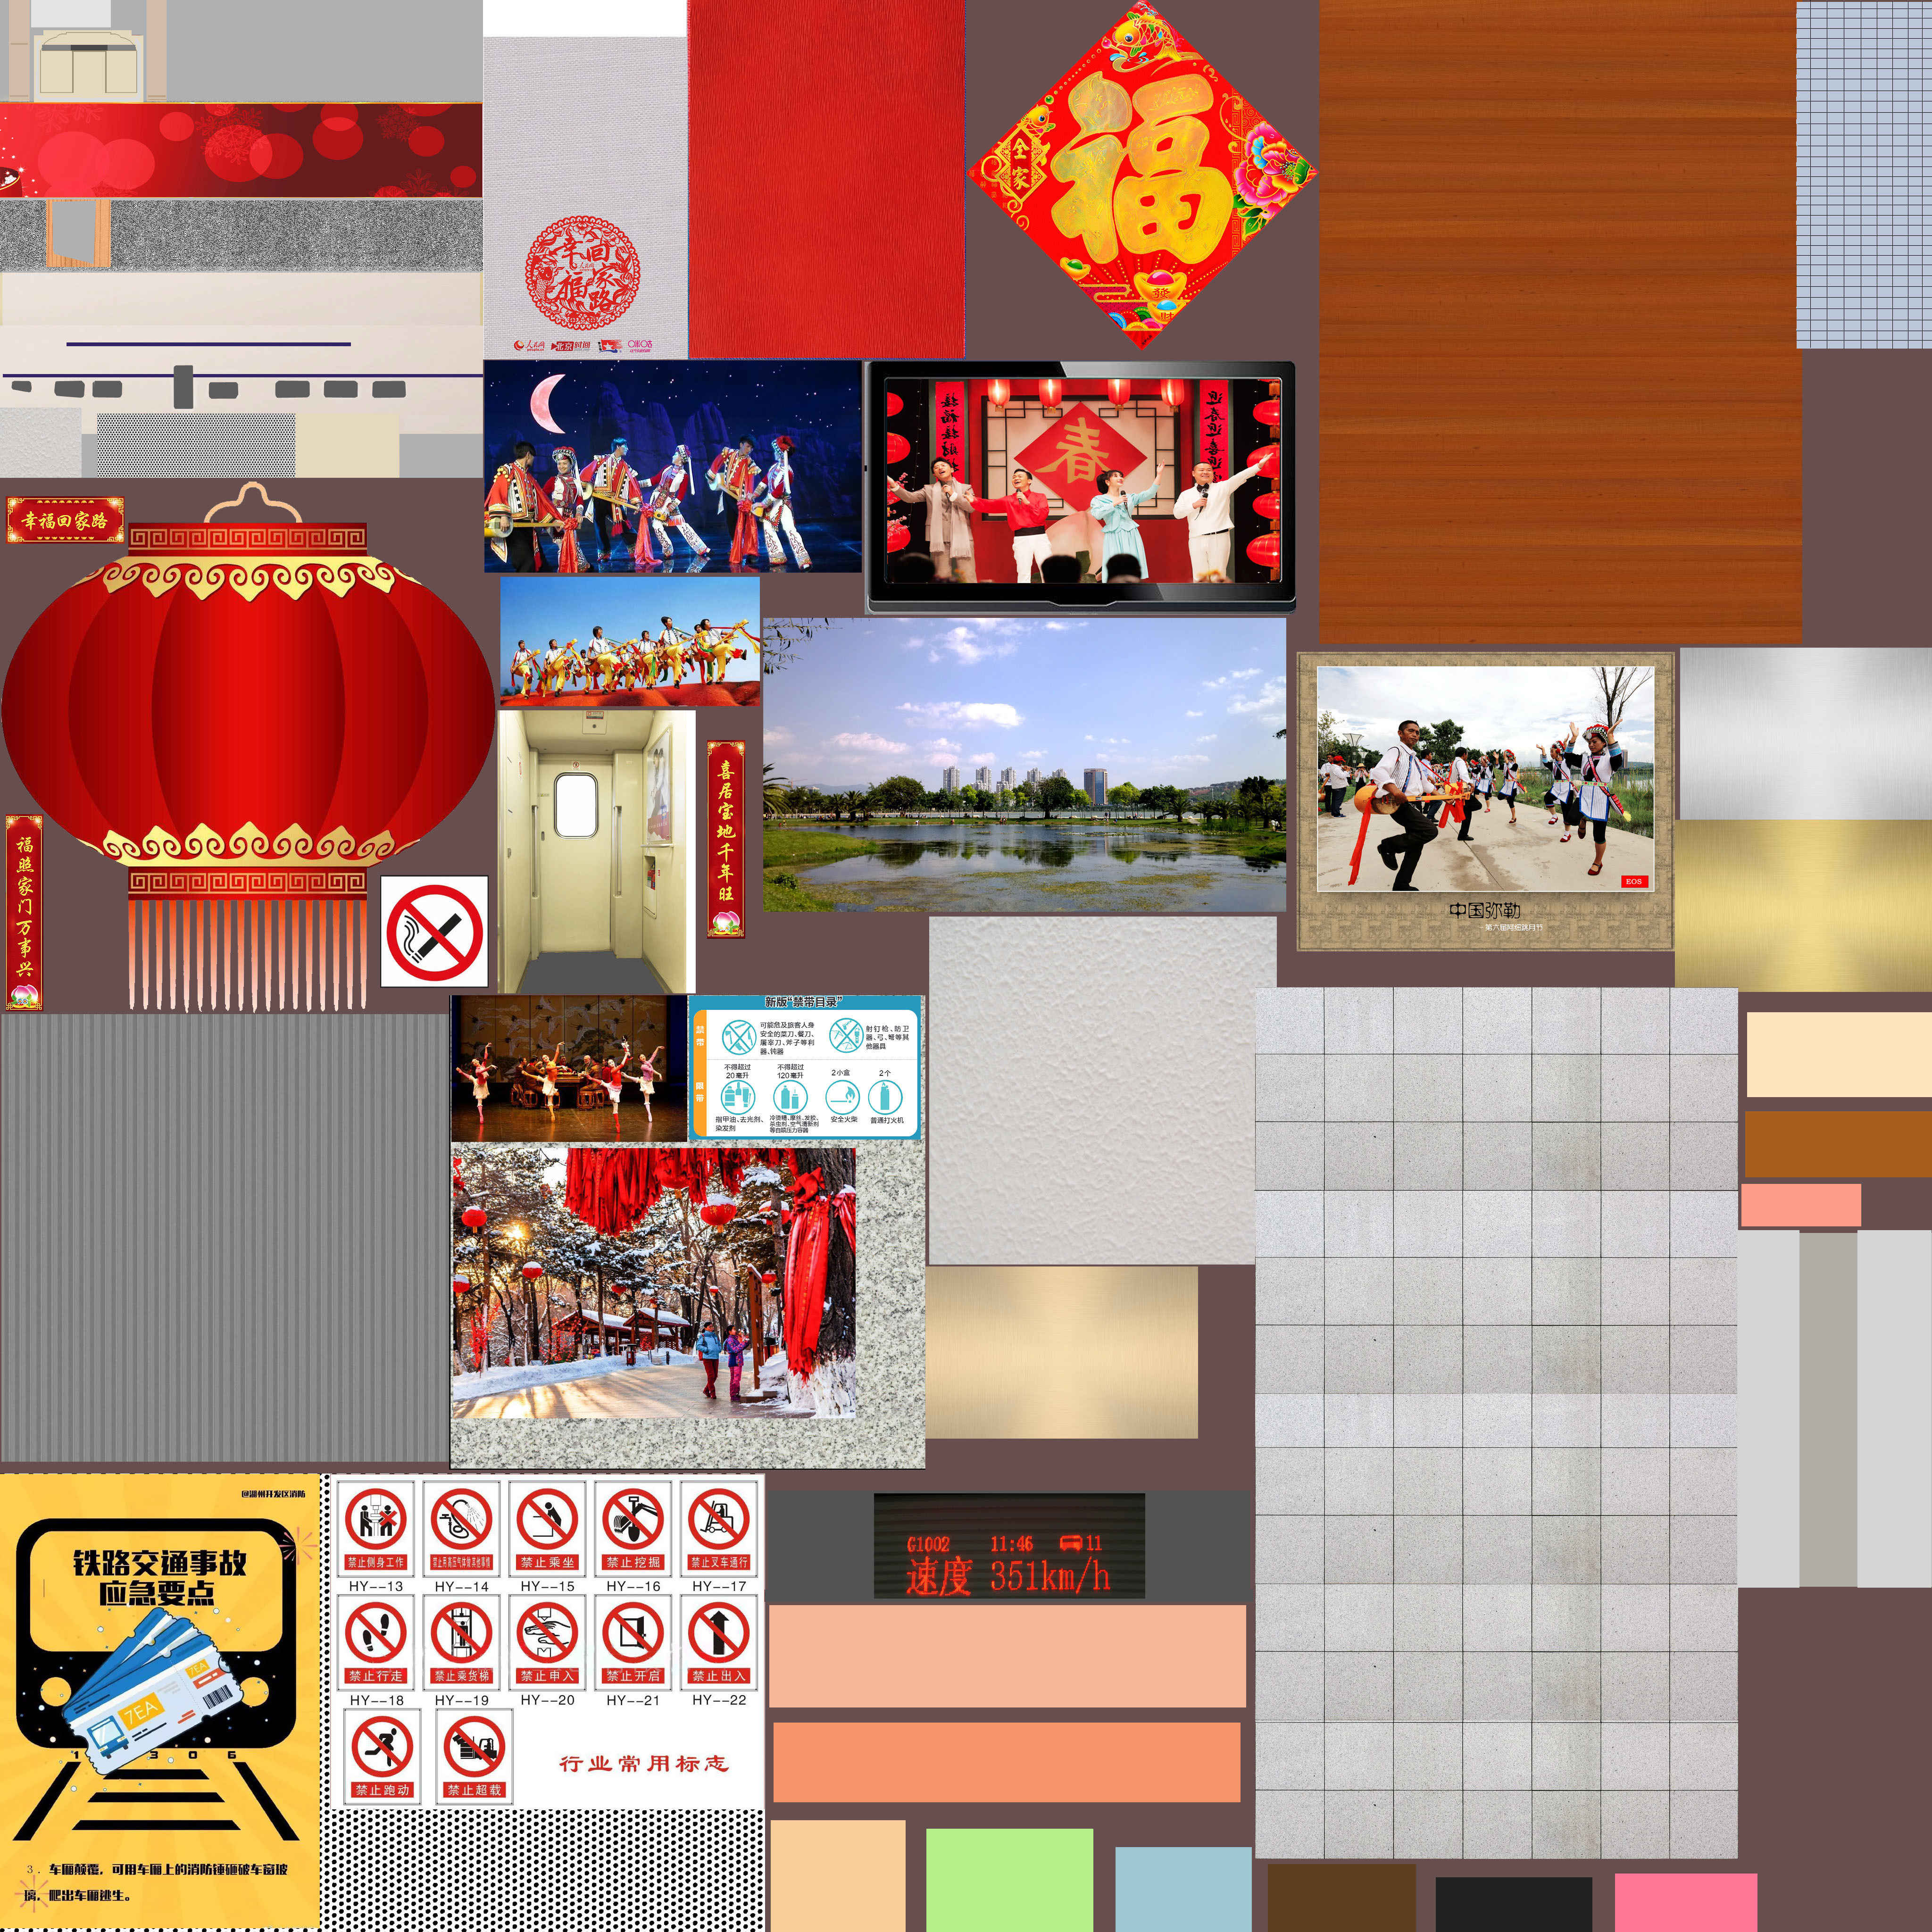 幸福
回家路
人民网
people.cn
北京时间
咪咕
全家
福
發
财
幸福回家路
春
迎春接
喜居宝地千年旺
福照家门万事兴
EOS
中国弥勒
新版“禁带目录”
禁带
可能危及旅客人身
安全的菜刀、餐刀、
屠宰刀、斧子等利
器、钝器
射钉枪、防卫
器、弓、弩等其
他器具
限带
不得超过
20毫升
不得超过
120毫升
2小盒
2个
指甲油、去光剂、
染发剂
冷烫精、摩丝、发胶、
杀虫剂、空气清新剂
等自喷压力容器
安全火柴
普通打火机
@湖州开发区消防
铁路交通事故
应急要点
7EA
7EA
1 3 0 6
3. 车厢颠覆，可用车厢上的消防锤砸破车窗玻
璃，爬出车厢逃生。
禁止侧身工作
禁止乘坐
禁止挖掘
禁止叉车通行
HY--13
HY--14
HY--15
HY--16
HY--17
禁止行走
禁止乘货梯
禁止申入
禁止开启
禁止出入
HY--18
HY--19
HY--20
HY--21
HY--22
禁止跑动
禁止超载
行业常用标志
G1002 11:46 11
速度 351km/h